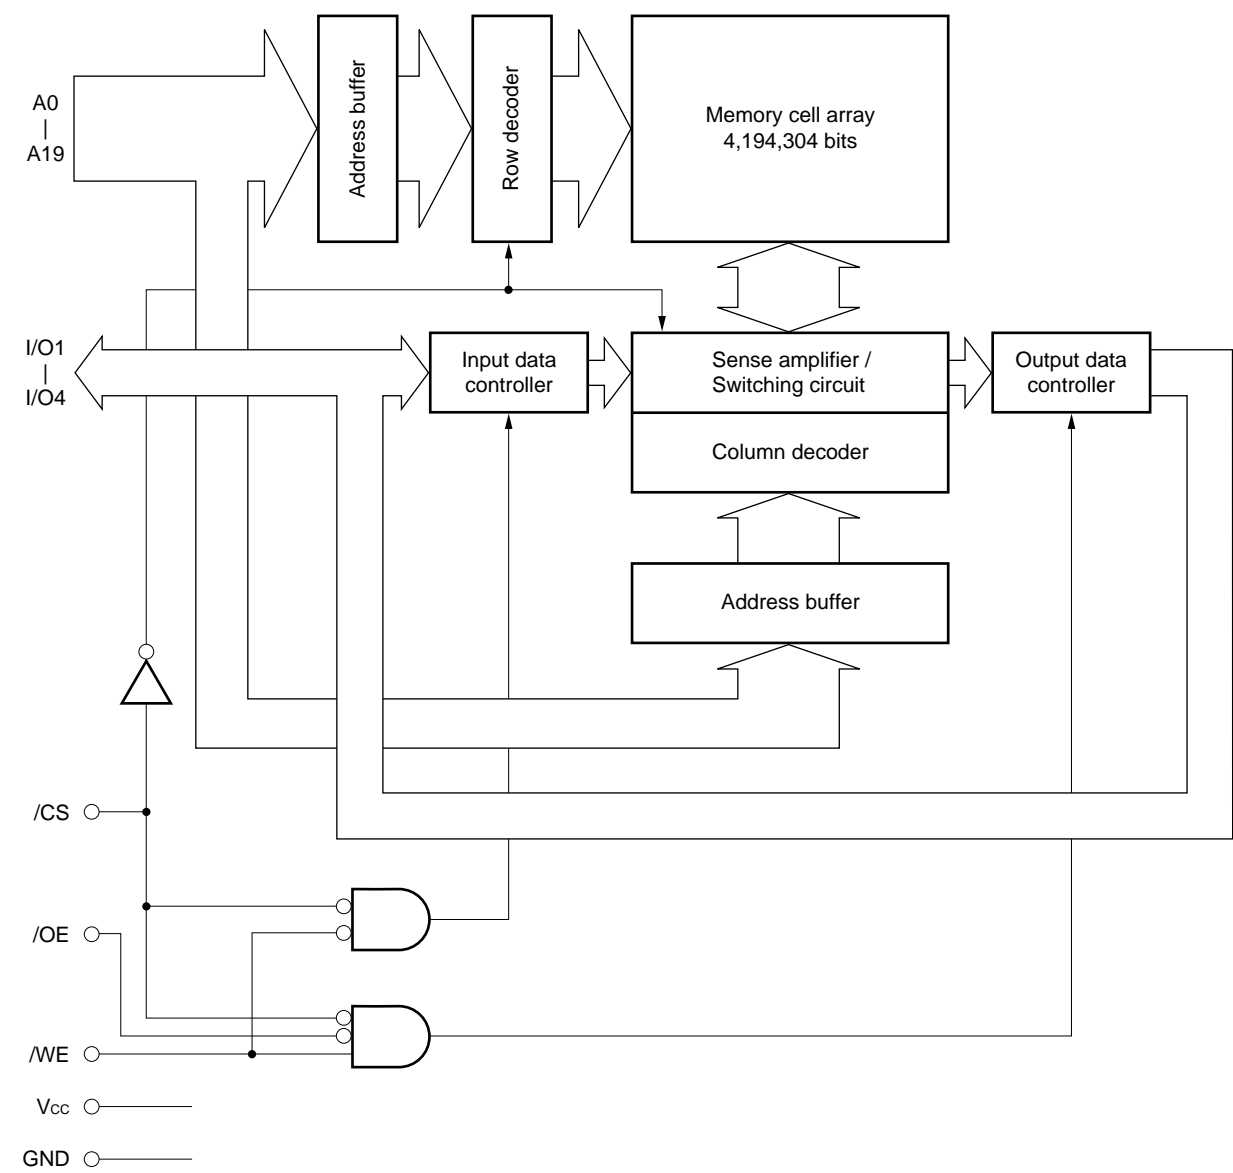 A0
|
A19
Address buffer
Row decoder
Memory cell array
4,194,304 bits
I/O1
|
I/O4
Input data
controller
Sense amplifier /
Switching circuit
Output data
controller
Column decoder
Address buffer
/CS
/OE
/WE
VCC
GND